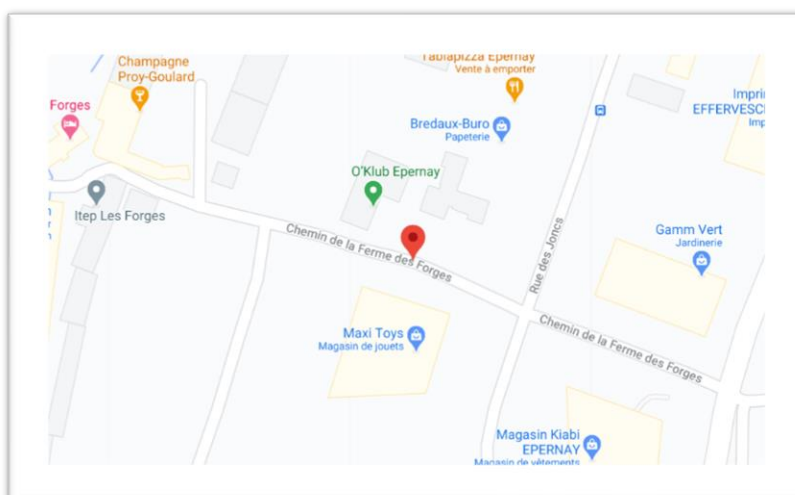 Champagne
Proy-Goulard
Tablapizza Epernay
Vente à emporter
Forges
Bredaux-Buro
Papeterie
O'Klub Epernay
Itep Les Forges
Chemin de la Ferme des Forges
Rue des Joncs
Gamm Vert
Jardinerie
Maxi Toys
Magasin de jouets
Chemin de la Ferme des Forges
Magasin Kiabi
EPERNAY
Magasin de vêtements